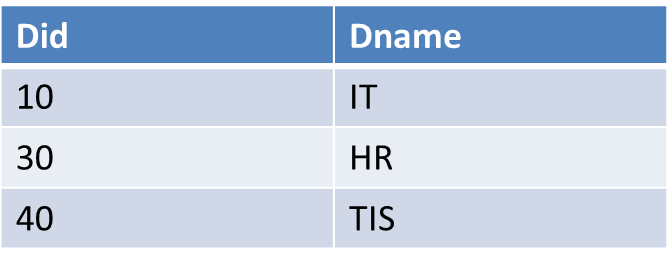 Did Dname
10 IT
30 HR
40 TIS